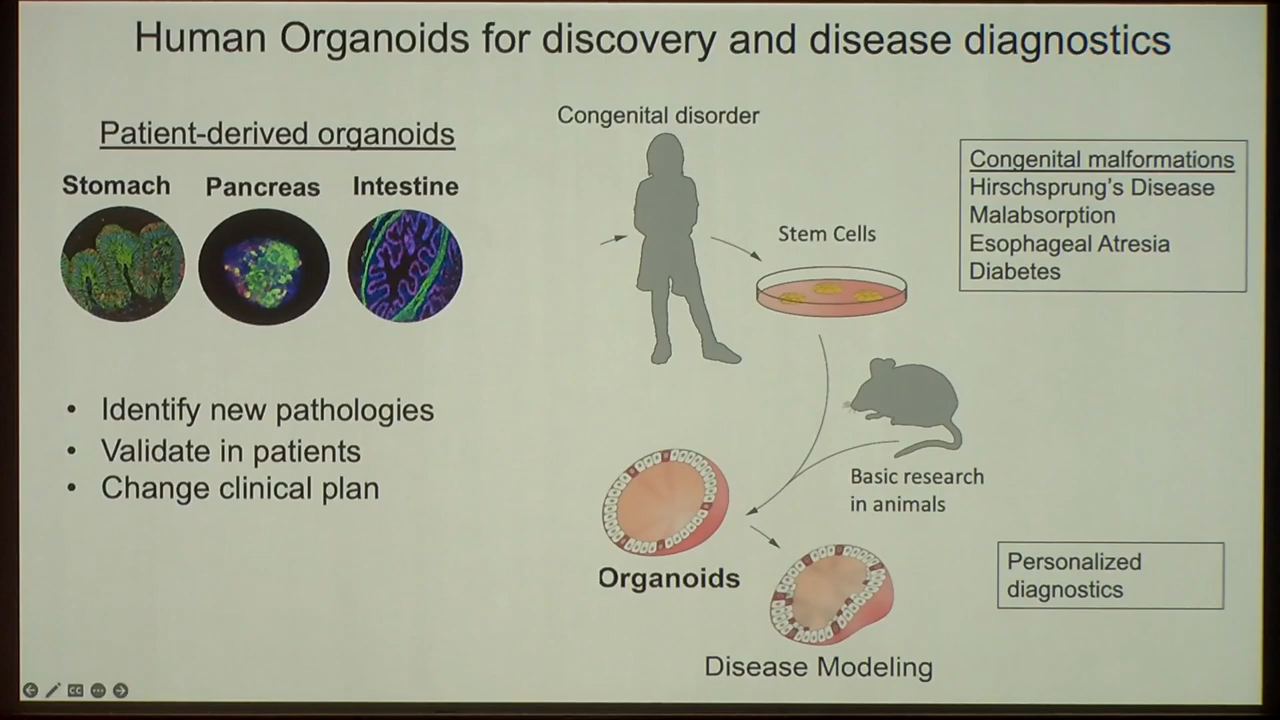 Human Organoids for discovery and disease diagnostics
Patient-derived organoids
Stomach Pancreas Intestine
• Identify new pathologies
• Validate in patients
• Change clinical plan
Congenital disorder
Stem Cells
Basic research
in animals
Organoids
Disease Modeling
Congenital malformations
Hirschsprung's Disease
Malabsorption
Esophageal Atresia
Diabetes
Personalized
diagnostics
CC